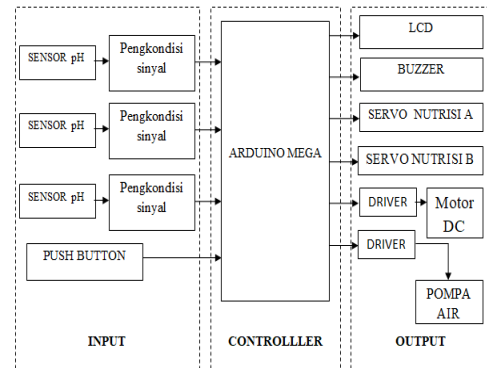 SENSOR pH
Pengkondisi
sinyal
SENSOR pH
Pengkondisi
sinyal
SENSOR pH
Pengkondisi
sinyal
PUSH BUTTON
INPUT
ARDUINO MEGA
CONTROLLLER
LCD
BUZZER
SERVO NUTRISI A
SERVO NUTRISI B
DRIVER
Motor
DC
DRIVER
POMPA
AIR
OUTPUT